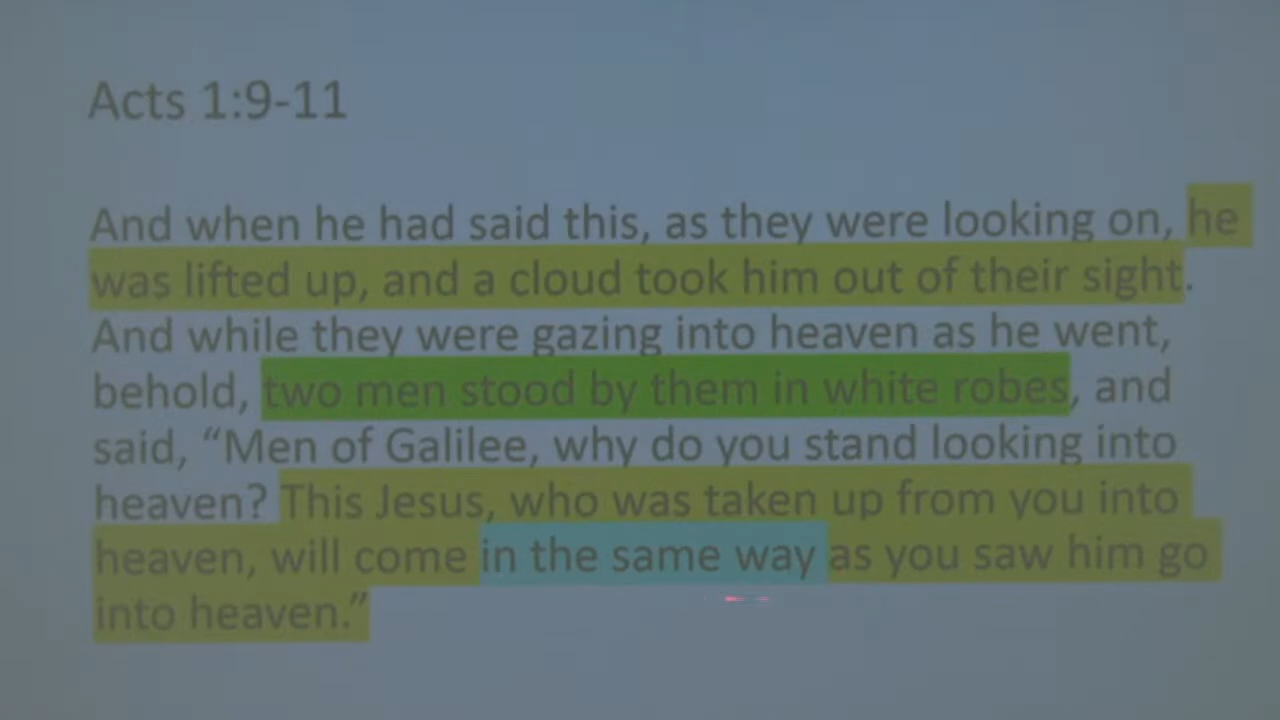 Acts 1:9-11
And when he had said this, as they were looking on, he
was lifted up, and a cloud took him out of their sight.
And while they were gazing into heaven as he went,
behold, two men stood by them in white robes, and
said, “Men of Galilee, why do you stand looking into
heaven? This Jesus, who was taken up from you into
heaven, will come in the same way as you saw him go
into heaven.”